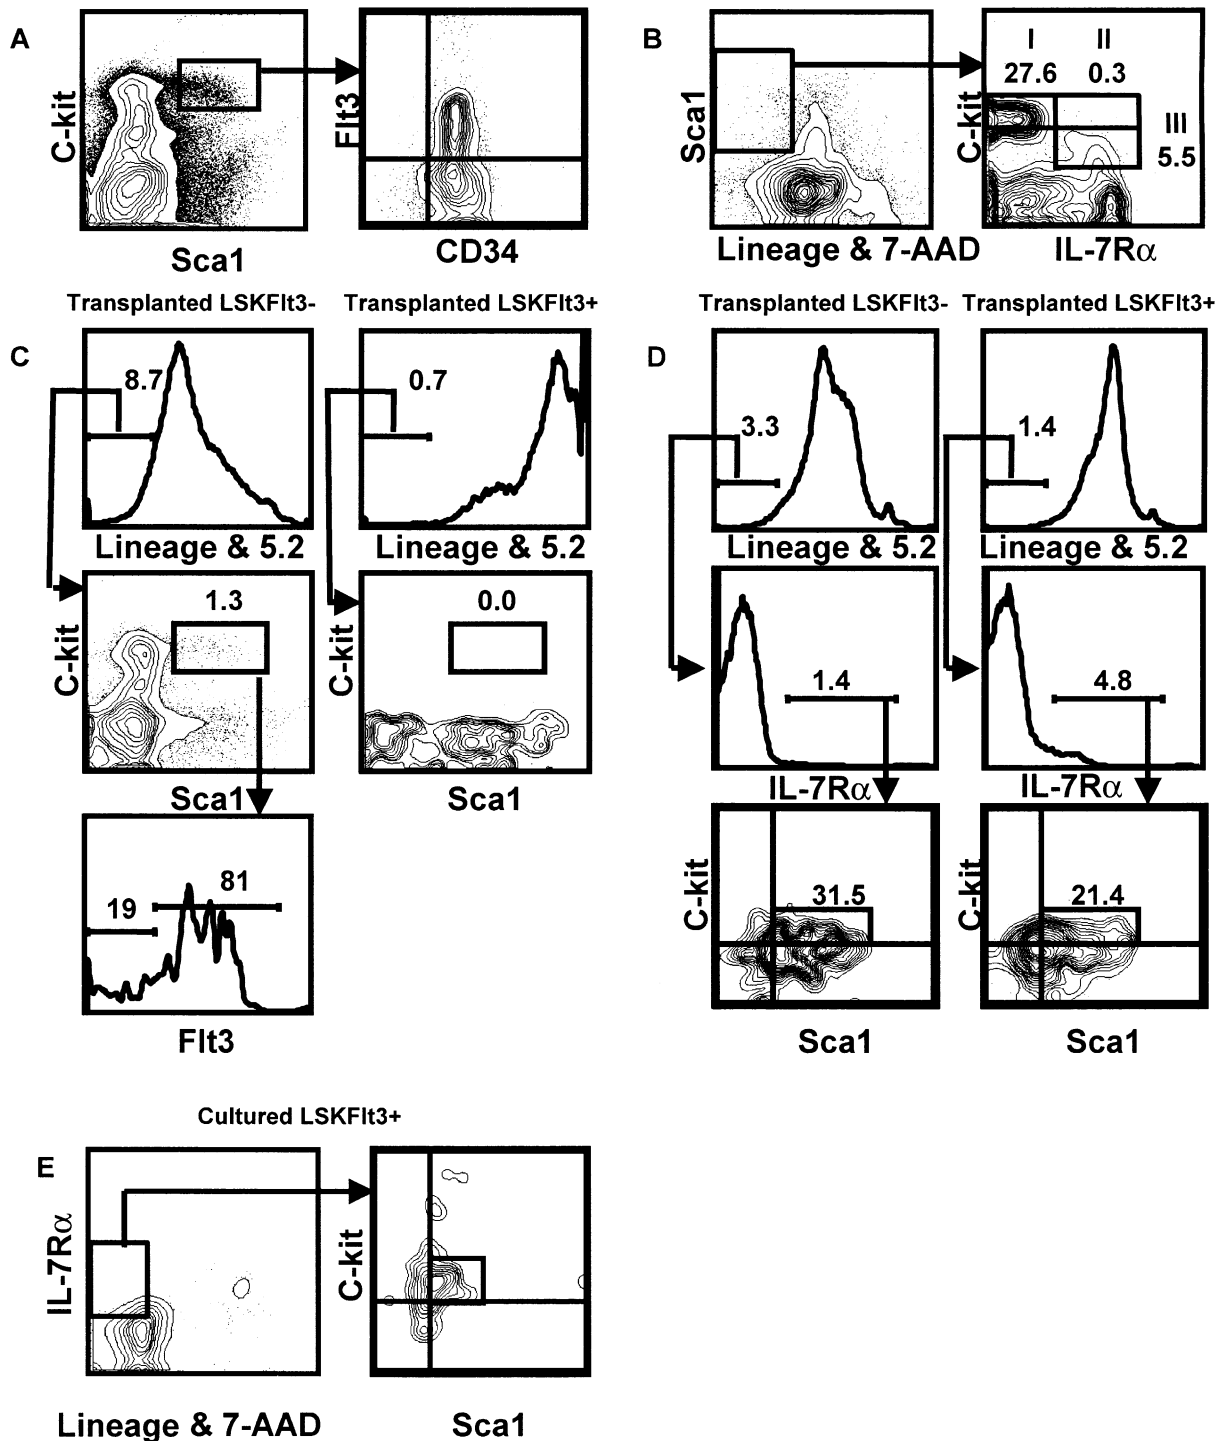 A
C-kit
Sca1
Flt3
CD34
B
Sca1
Lineage & 7-AAD
C-kit
I
II
27.6
0.3
III
5.5
IL-7Rα
C
Transplanted LSKFlt3-
Transplanted LSKFlt3+
8.7
0.7
Lineage & 5.2
Lineage & 5.2
C-kit
1.3
Sca1
C-kit
0.0
Sca1
19
81
Flt3
D
Transplanted LSKFlt3-
Transplanted LSKFlt3+
3.3
1.4
Lineage & 5.2
Lineage & 5.2
1.4
4.8
IL-7Rα
IL-7Rα
C-kit
31.5
Sca1
C-kit
21.4
Sca1
Cultured LSKFlt3+
E
IL-7Rα
Lineage & 7-AAD
C-kit
Sca1